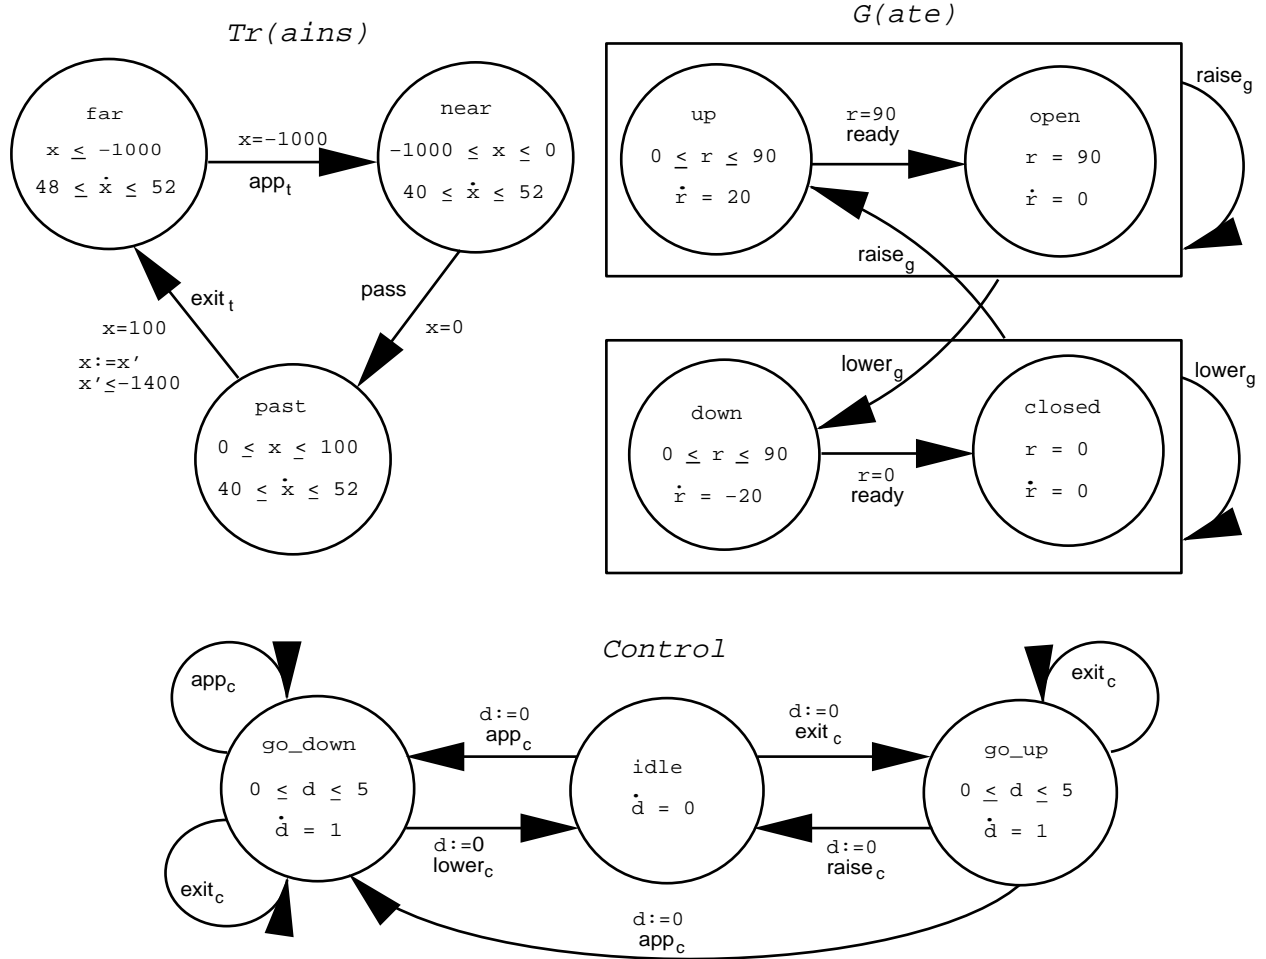 Tr(ains)
far
x ≤ -1000
48 ≤ ẋ ≤ 52
x=-1000
app_t
near
-1000 ≤ x ≤ 0
40 ≤ ẋ ≤ 52
pass
x=0
exit_t
x=100
x:=x'
x'≤-1400
past
0 ≤ x ≤ 100
40 ≤ ẋ ≤ 52
G(ate)
up
0 ≤ r ≤ 90
ṙ = 20
r=90
ready
open
r = 90
ṙ = 0
raise_g
raise_g
lower_g
down
0 ≤ r ≤ 90
ṙ = -20
r=0
ready
closed
r = 0
ṙ = 0
lower_g
Control
app_c
go_down
0 ≤ d ≤ 5
ḋ = 1
exit_c
d:=0
app_c
d:=0
lower_c
idle
ḋ = 0
d:=0
exit_c
d:=0
raise_c
go_up
0 ≤ d ≤ 5
ḋ = 1
exit_c
d:=0
app_c